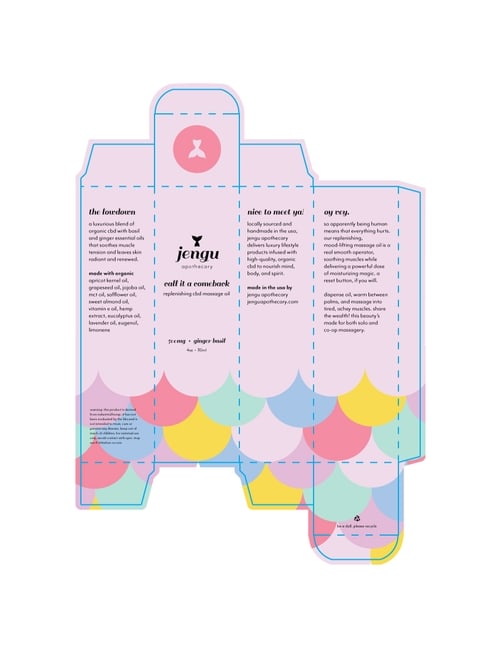 the lowdown
a luxurious blend of
organic cbd with basil
and ginger essential oils
that soothes muscle
tension and leaves skin
radiant and renewed.
made with organic
apricot kernel oil,
grapeseed oil, jojoba oil,
mct oil, safflower oil,
sweet almond oil,
vitamin e oil, hemp
extract, eucalyptus oil,
lavender oil, eugenol,
limonene
jengu
apothecary
call it a comeback
replenishing cbd massage oil
ginger basil
nice to meet ya!
locally sourced and
handmade in the usa,
jengu apothecary
delivers luxury lifestyle
products infused with
high-quality, organic
cbd to nourish mind,
body, and spirit.
made in the usa by
jengu apothecary
jenguapothecary.com
oy vey.
so apparently being human
means that everything hurts.
our replenishing,
mood-lifting massage oil is a
real smooth operator,
soothing muscles while
delivering a powerful dose
of moisturizing magic. a
reset button, if you will.
dispense oil, warm between
palms, and massage into
tired, achey muscles. share
the wealth! this beauty's
made for both solo and
co-op massagery.
please recycle